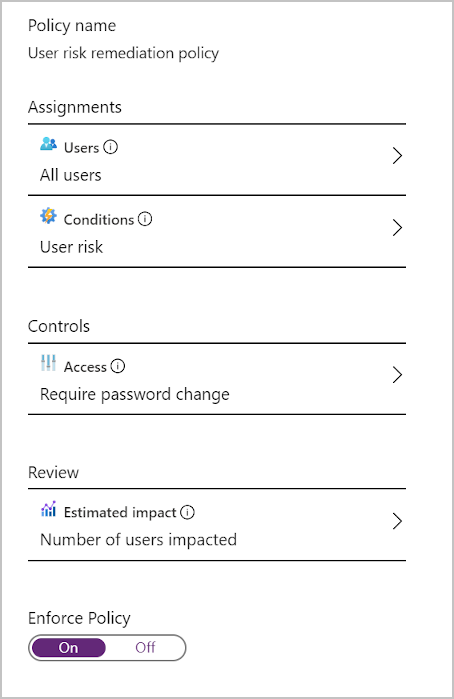 Policy name
User risk remediation policy
Assignments
Users
All users
Conditions
User risk
Controls
Access
Require password change
Review
Estimated impact
Number of users impacted
Enforce Policy
On Off